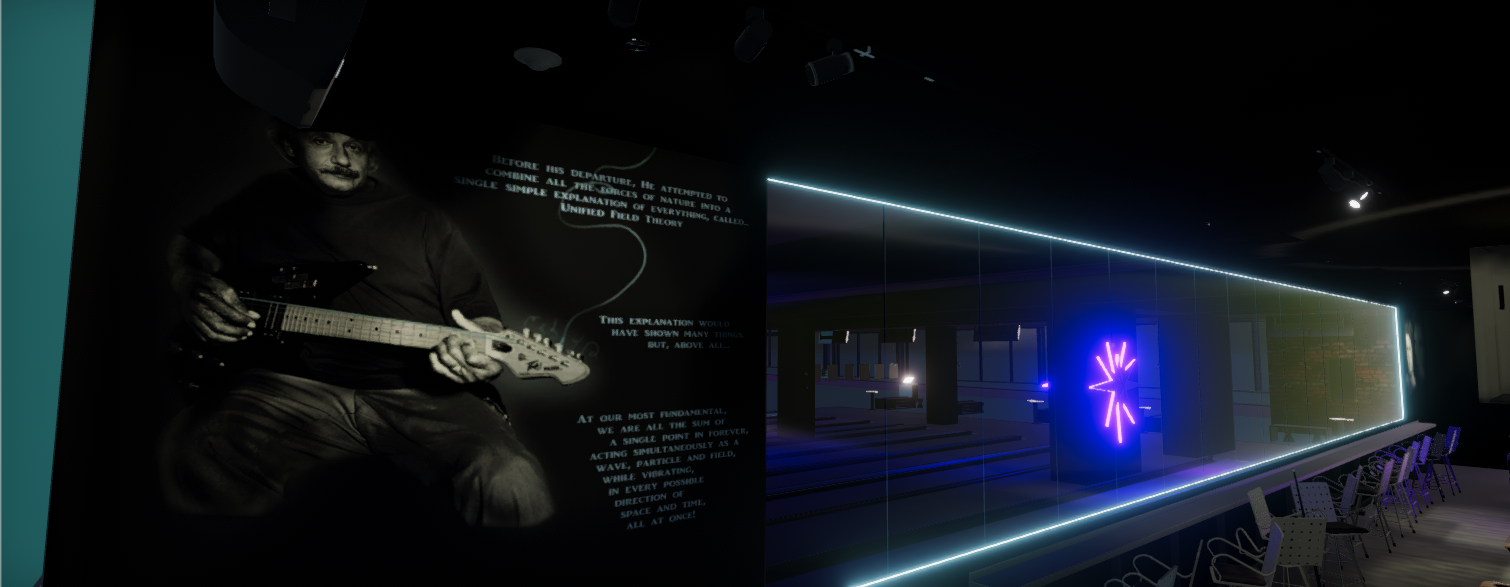 Before his departure, He attempted to
combine all the forces of nature into a
single simple explanation of everything, called...
Unified Field Theory
This explanation would
have shown many things,
but, above all...
At our most fundamental,
we are all the sum of
a single point in forever,
acting simultaneously as a
wave, particle and field,
while vibrating,
in every possible
direction of
space and time,
all at once!